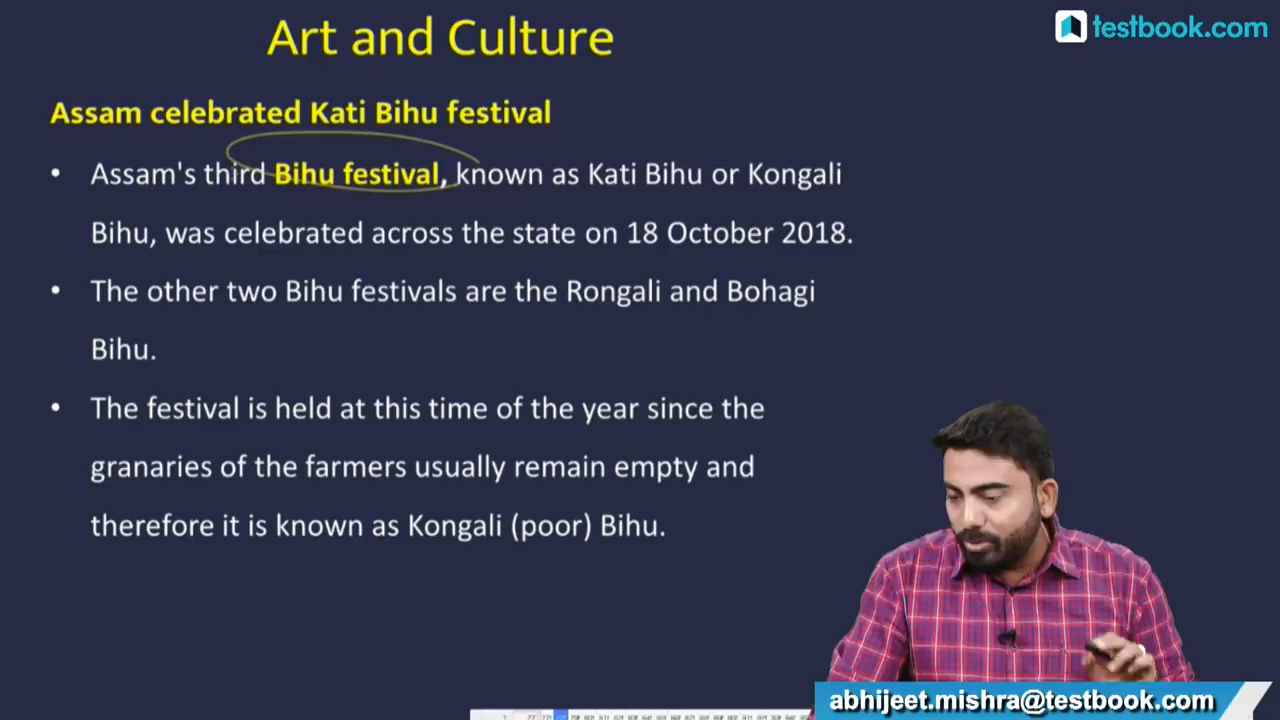 Art and Culture
testbook.com
Assam celebrated Kati Bihu festival
• Assam's third Bihu festival, known as Kati Bihu or Kongali
Bihu, was celebrated across the state on 18 October 2018.
• The other two Bihu festivals are the Rongali and Bohagi
Bihu.
• The festival is held at this time of the year since the
granaries of the farmers usually remain empty and
therefore it is known as Kongali (poor) Bihu.
abhijeet.mishra@testbook.com